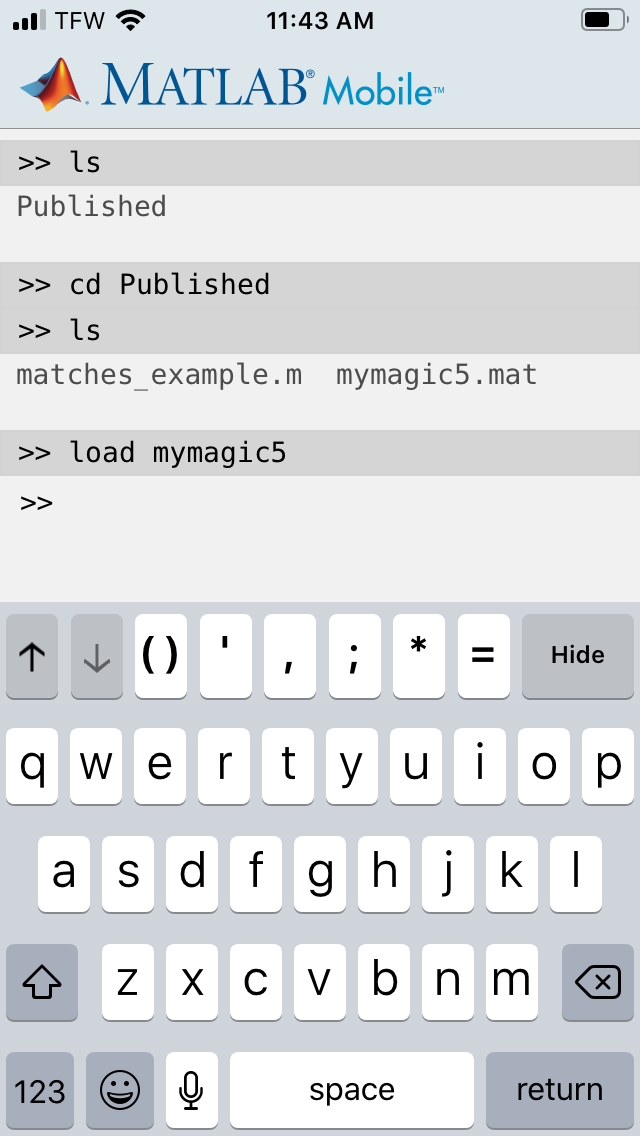 TFW 11:43 AM
MATLAB® Mobile™
>> ls
Published
>> cd Published
>> ls
matches_example.m  mymagic5.mat
>> load mymagic5
>>
↑ ↓ () ' , ; * = Hide
q w e r t y u i o p
a s d f g h j k l
z x c v b n m
123 space return